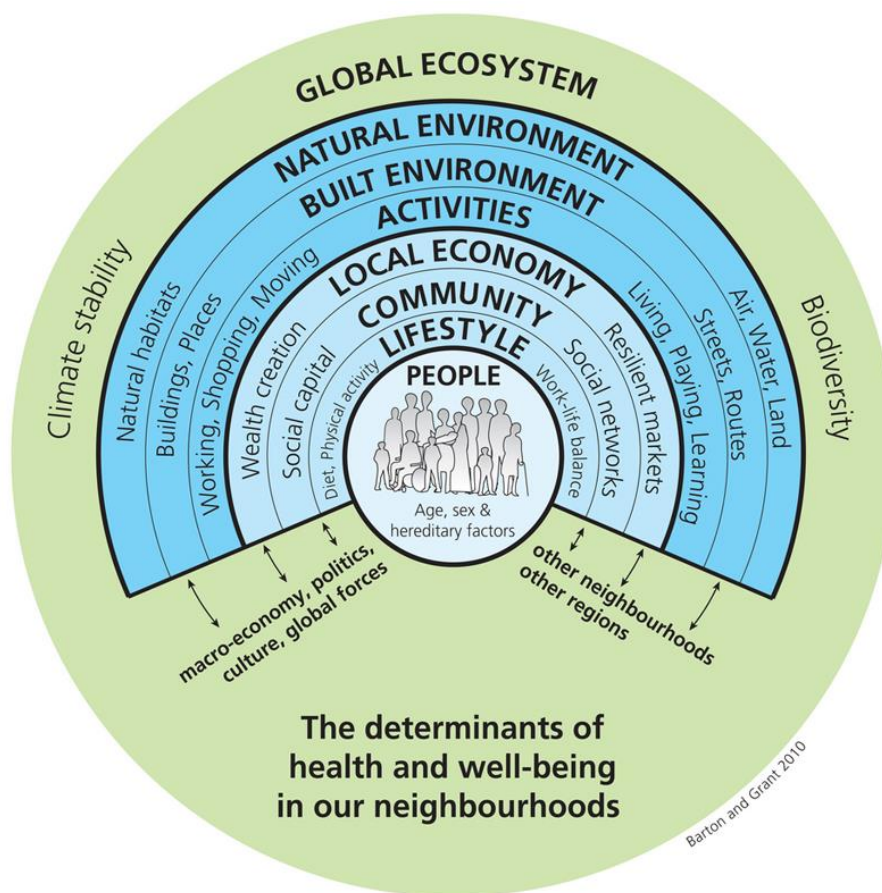 GLOBAL ECOSYSTEM
NATURAL ENVIRONMENT
BUILT ENVIRONMENT
ACTIVITIES
LOCAL ECONOMY
COMMUNITY
LIFESTYLE
PEOPLE
Age, sex &
hereditary factors
Climate stability
Natural habitats
Buildings, Places
Working, Shopping, Moving
Wealth creation
Social capital
Diet, Physical activity
Work-life balance
Social networks
Resilient markets
Living, Playing, Learning
Streets, Routes
Air, Water, Land
Biodiversity
macro-economy, politics,
culture, global forces
other neighbourhoods
other regions
The determinants of
health and well-being
in our neighbourhoods
Barton and Grant 2010